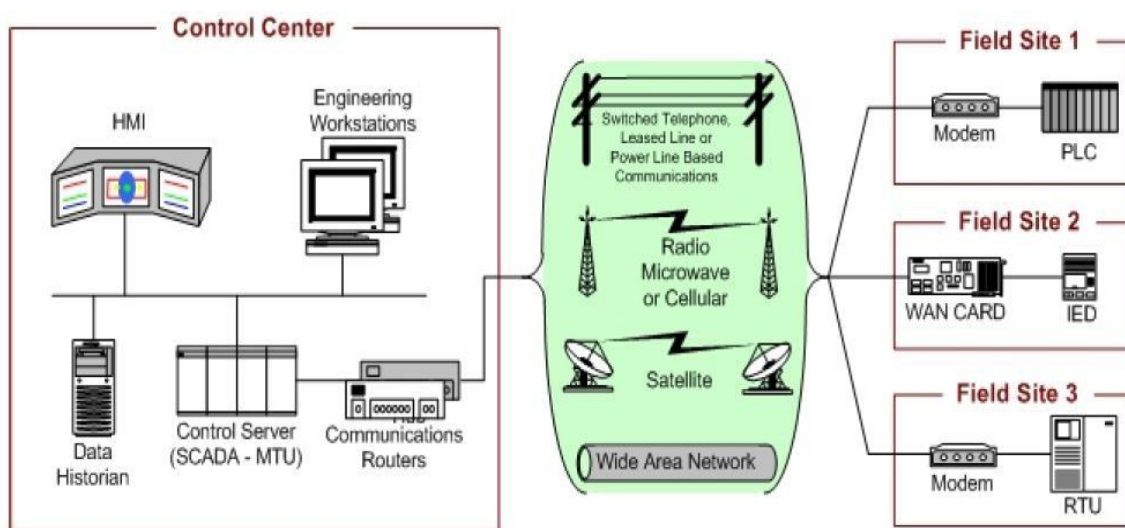 Control Center
HMI
Engineering
Workstations
Data
Historian
Control Server
(SCADA - MTU)
Communications
Routers
Switched Telephone,
Leased Line or
Power Line Based
Communications
Radio
Microwave
or Cellular
Satellite
Wide Area Network
Field Site 1
Modem
PLC
Field Site 2
WAN CARD
IED
Field Site 3
Modem
RTU